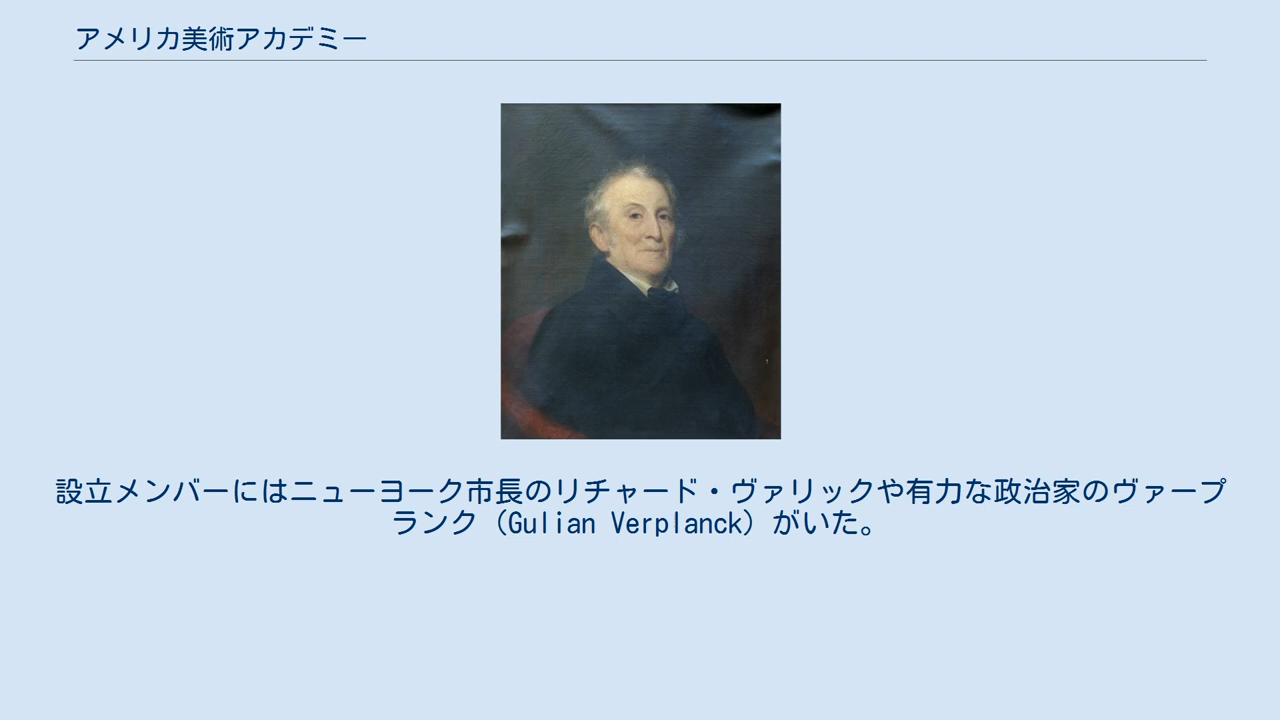 アメリカ美術アカデミー
設立メンバーにはニューヨーク市長のリチャード・ヴァリックや有力な政治家のヴァープ
ランク（Gulian Verplanck）がいた。